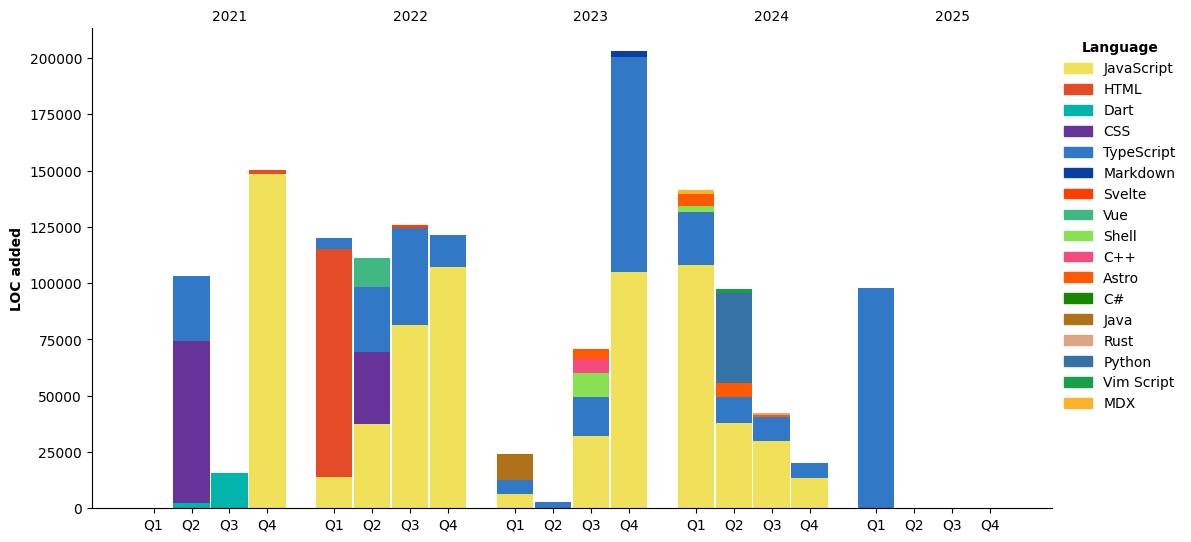 2021 2022 2023 2024 2025
LOC added
200000
175000
150000
125000
100000
75000
50000
25000
0
Q1 Q2 Q3 Q4 Q1 Q2 Q3 Q4 Q1 Q2 Q3 Q4 Q1 Q2 Q3 Q4 Q1 Q2 Q3 Q4
Language
JavaScript
HTML
Dart
CSS
TypeScript
Markdown
Svelte
Vue
Shell
C++
Astro
C#
Java
Rust
Python
Vim Script
MDX